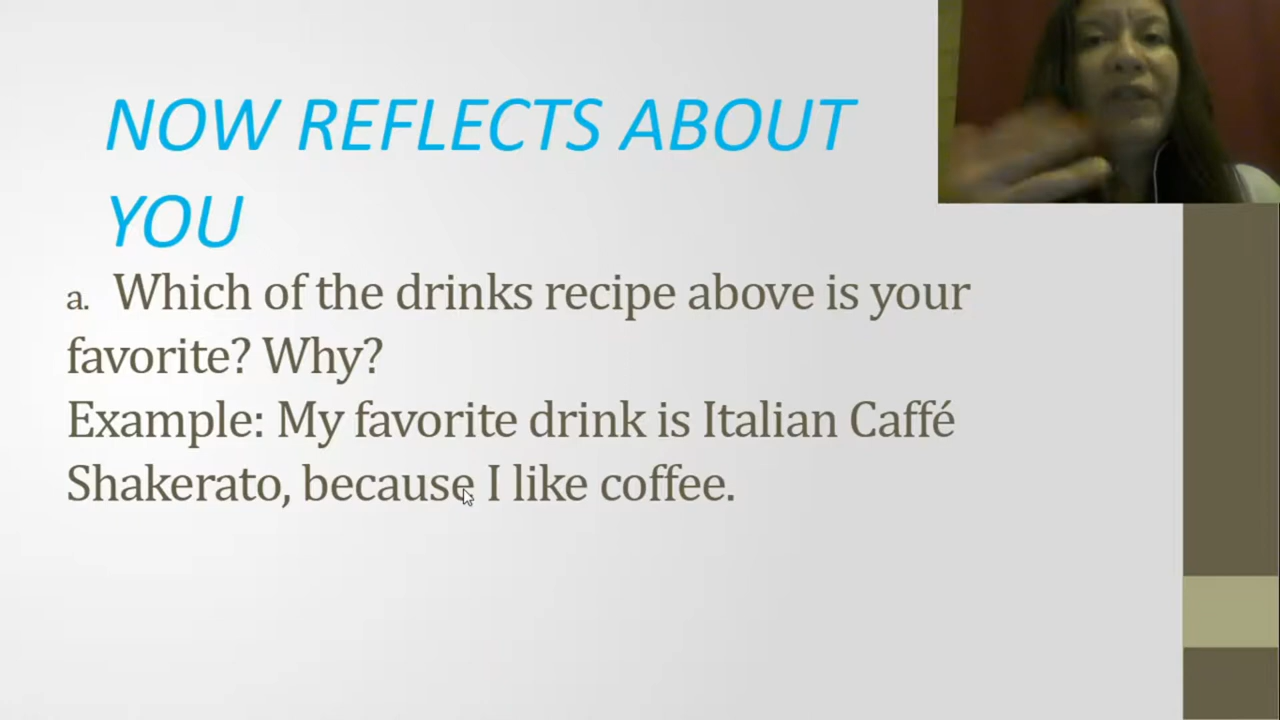 NOW REFLECTS ABOUT
YOU
a. Which of the drinks recipe above is your
favorite? Why?
Example: My favorite drink is Italian Caffé
Shakerato, because I like coffee.